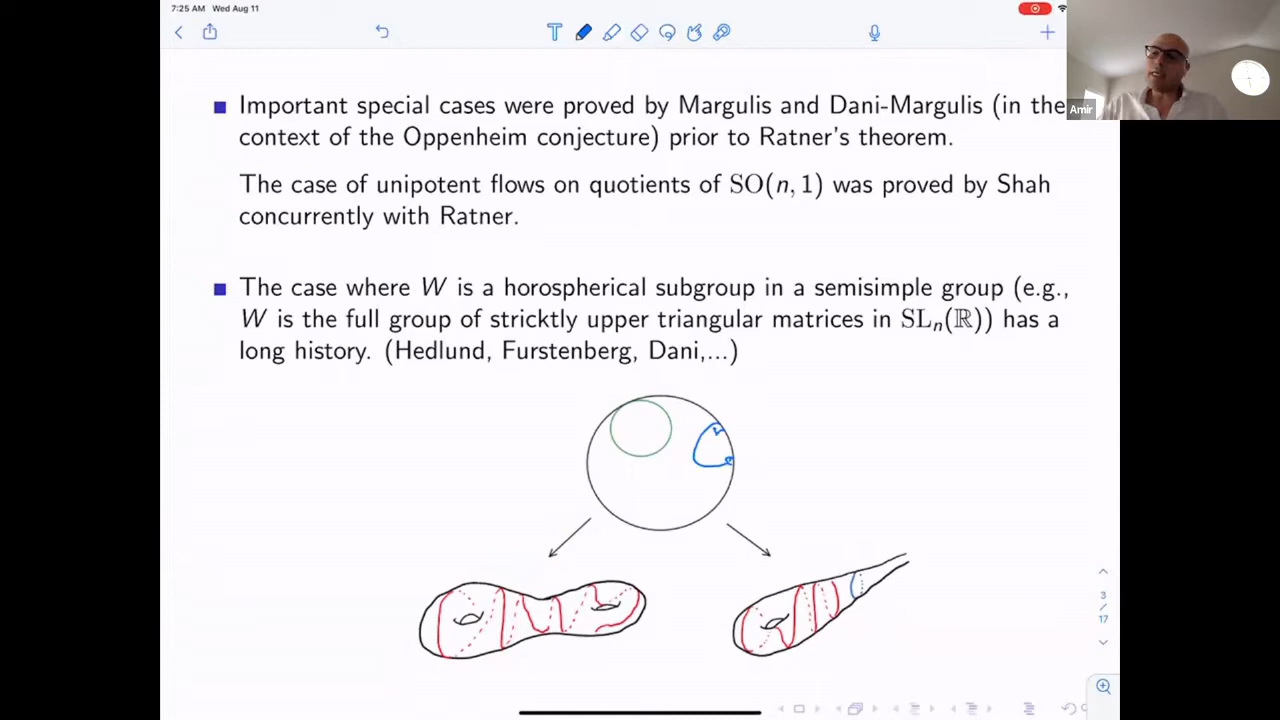 7:25 AM Wed Aug 11
Important special cases were proved by Margulis and Dani-Margulis (in the
Amir
context of the Oppenheim conjecture) prior to Ratner's theorem.
The case of unipotent flows on quotients of SO(n, 1) was proved by Shah
concurrently with Ratner.
The case where W is a horospherical subgroup in a semisimple group (e.g.,
W is the full group of stricktly upper triangular matrices in SLₙ(ℝ)) has a
long history. (Hedlund, Furstenberg, Dani,...)
3
/
17